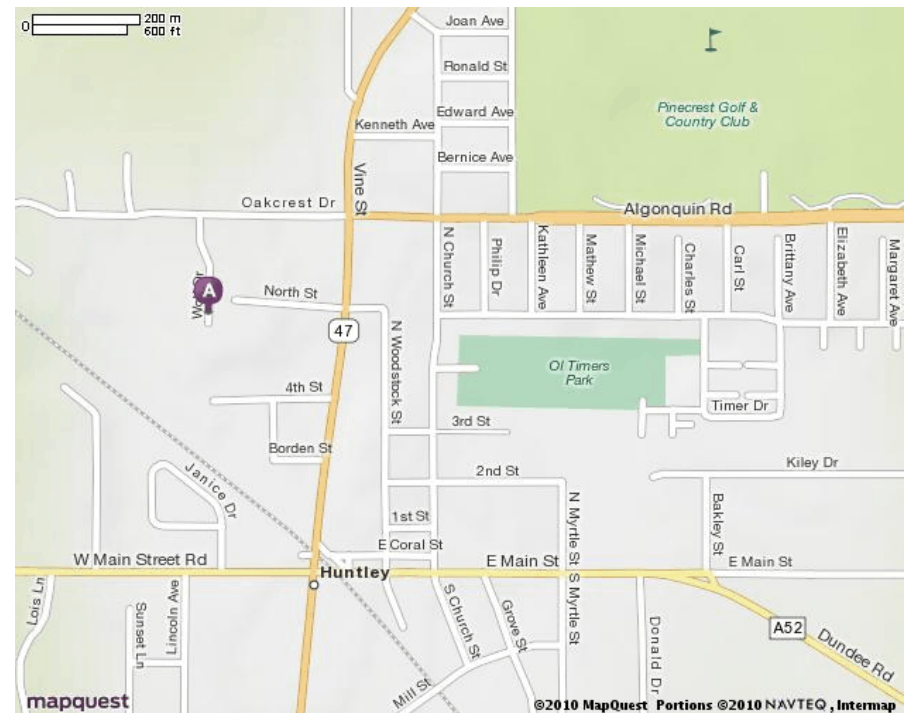 0
200 m
600 ft
Joan Ave
Ronald St
Edward Ave
Kenneth Ave
Bernice Ave
Pinecrest Golf &
Country Club
Vine St
Oakcrest Dr
Algonquin Rd
N Church St
Philip Dr
Kathleen Ave
Mathew St
Michael St
Charles St
Carl St
Brittany Ave
Elizabeth Ave
Margaret Ave
A
North St
47
N Woodstock St
Ol Timers
Park
4th St
Timer Dr
3rd St
Borden St
Janice Dr
2nd St
Kiley Dr
N Myrtle St
Bakley St
1st St
E Coral St
W Main Street Rd
E Main St
E Main St
Huntley
Lois Ln
Sunset Ln
Lincoln Ave
S Church St
Grove St
S Myrtle St
Donald Dr
A52
Dundee Rd
Mill St
mapquest
©2010 MapQuest Portions ©2010 NAVTEQ, Intermap